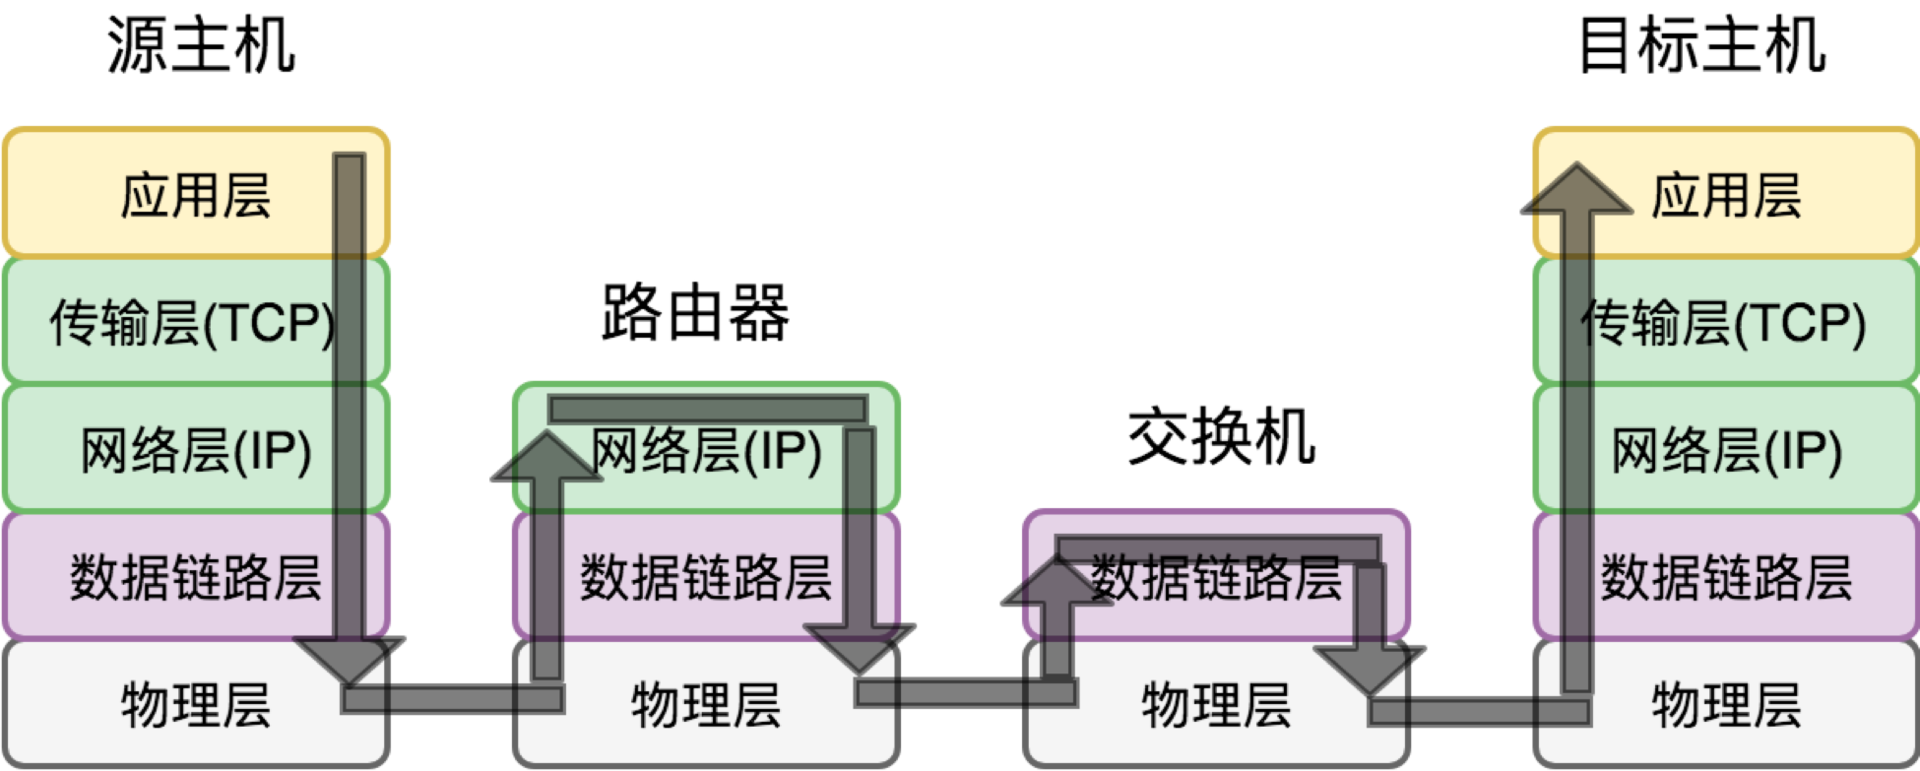 源主机
应用层
传输层(TCP)
网络层(IP)
数据链路层
物理层
路由器
网络层(IP)
数据链路层
物理层
交换机
数据链路层
物理层
目标主机
应用层
传输层(TCP)
网络层(IP)
数据链路层
物理层